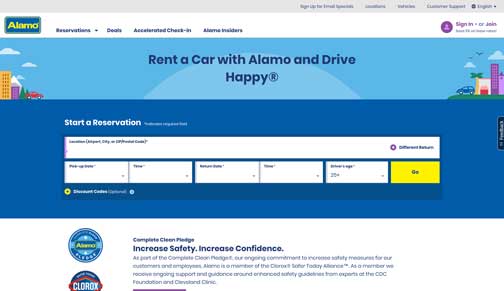 Sign Up for Email Specials Locations Vehicles Customer Support English
Alamo Reservations Deals Accelerated Check-In Alamo Insiders
Sign In • or Join
Rent a Car with Alamo and Drive
Happy®
Start a Reservation *Indicates required field
Location (Airport, City, or ZIP/Postal Code)*
Different Return
Pick-up Date* Time* Return Date* Time* Driver's age*
25+
Go
Discount Codes (Optional)
Feedback
Alamo
PLEDGE
CLOROX
Complete Clean Pledge
Increase Safety. Increase Confidence.
As part of the Complete Clean Pledge®, our ongoing commitment to increase safety measures for our
customers and employees, Alamo is a member of the Clorox® Safer Today Alliance™. As a member we
receive ongoing support and guidance around enhanced safety guidelines from experts at the CDC
Foundation and Cleveland Clinic.